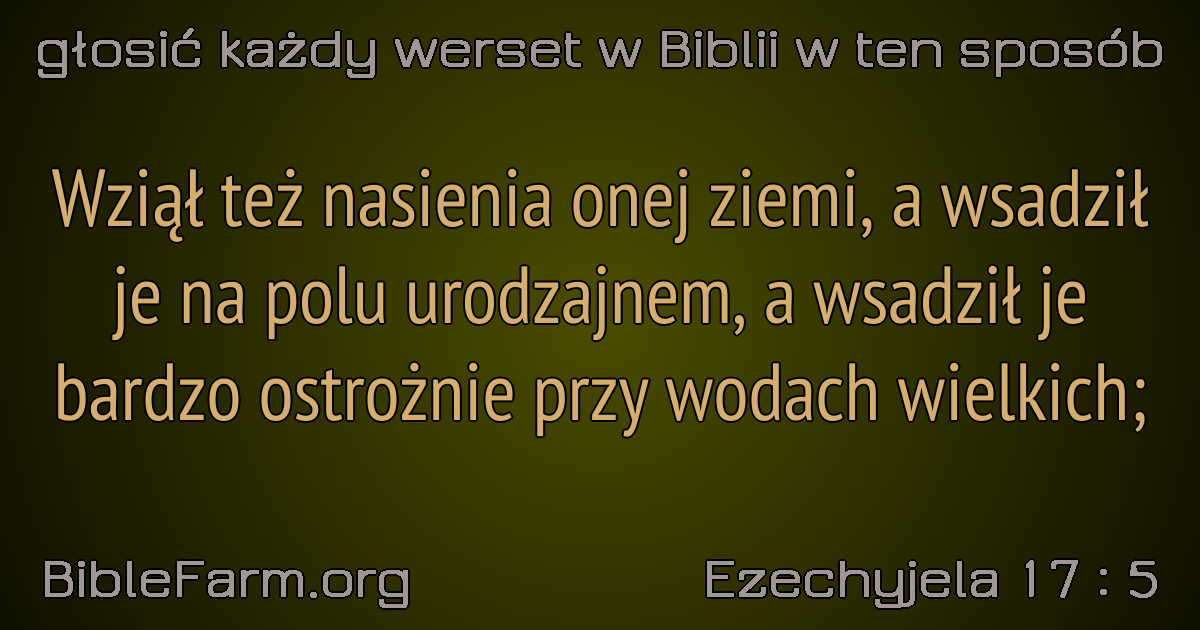 głosić każdy werset w Biblii w ten sposób
Wziął też nasienia onej ziemi, a wsadził
je na polu urodzajnem, a wsadził je
bardzo ostrożnie przy wodach wielkich;
BibleFarm.org
Ezechyjela 17 : 5